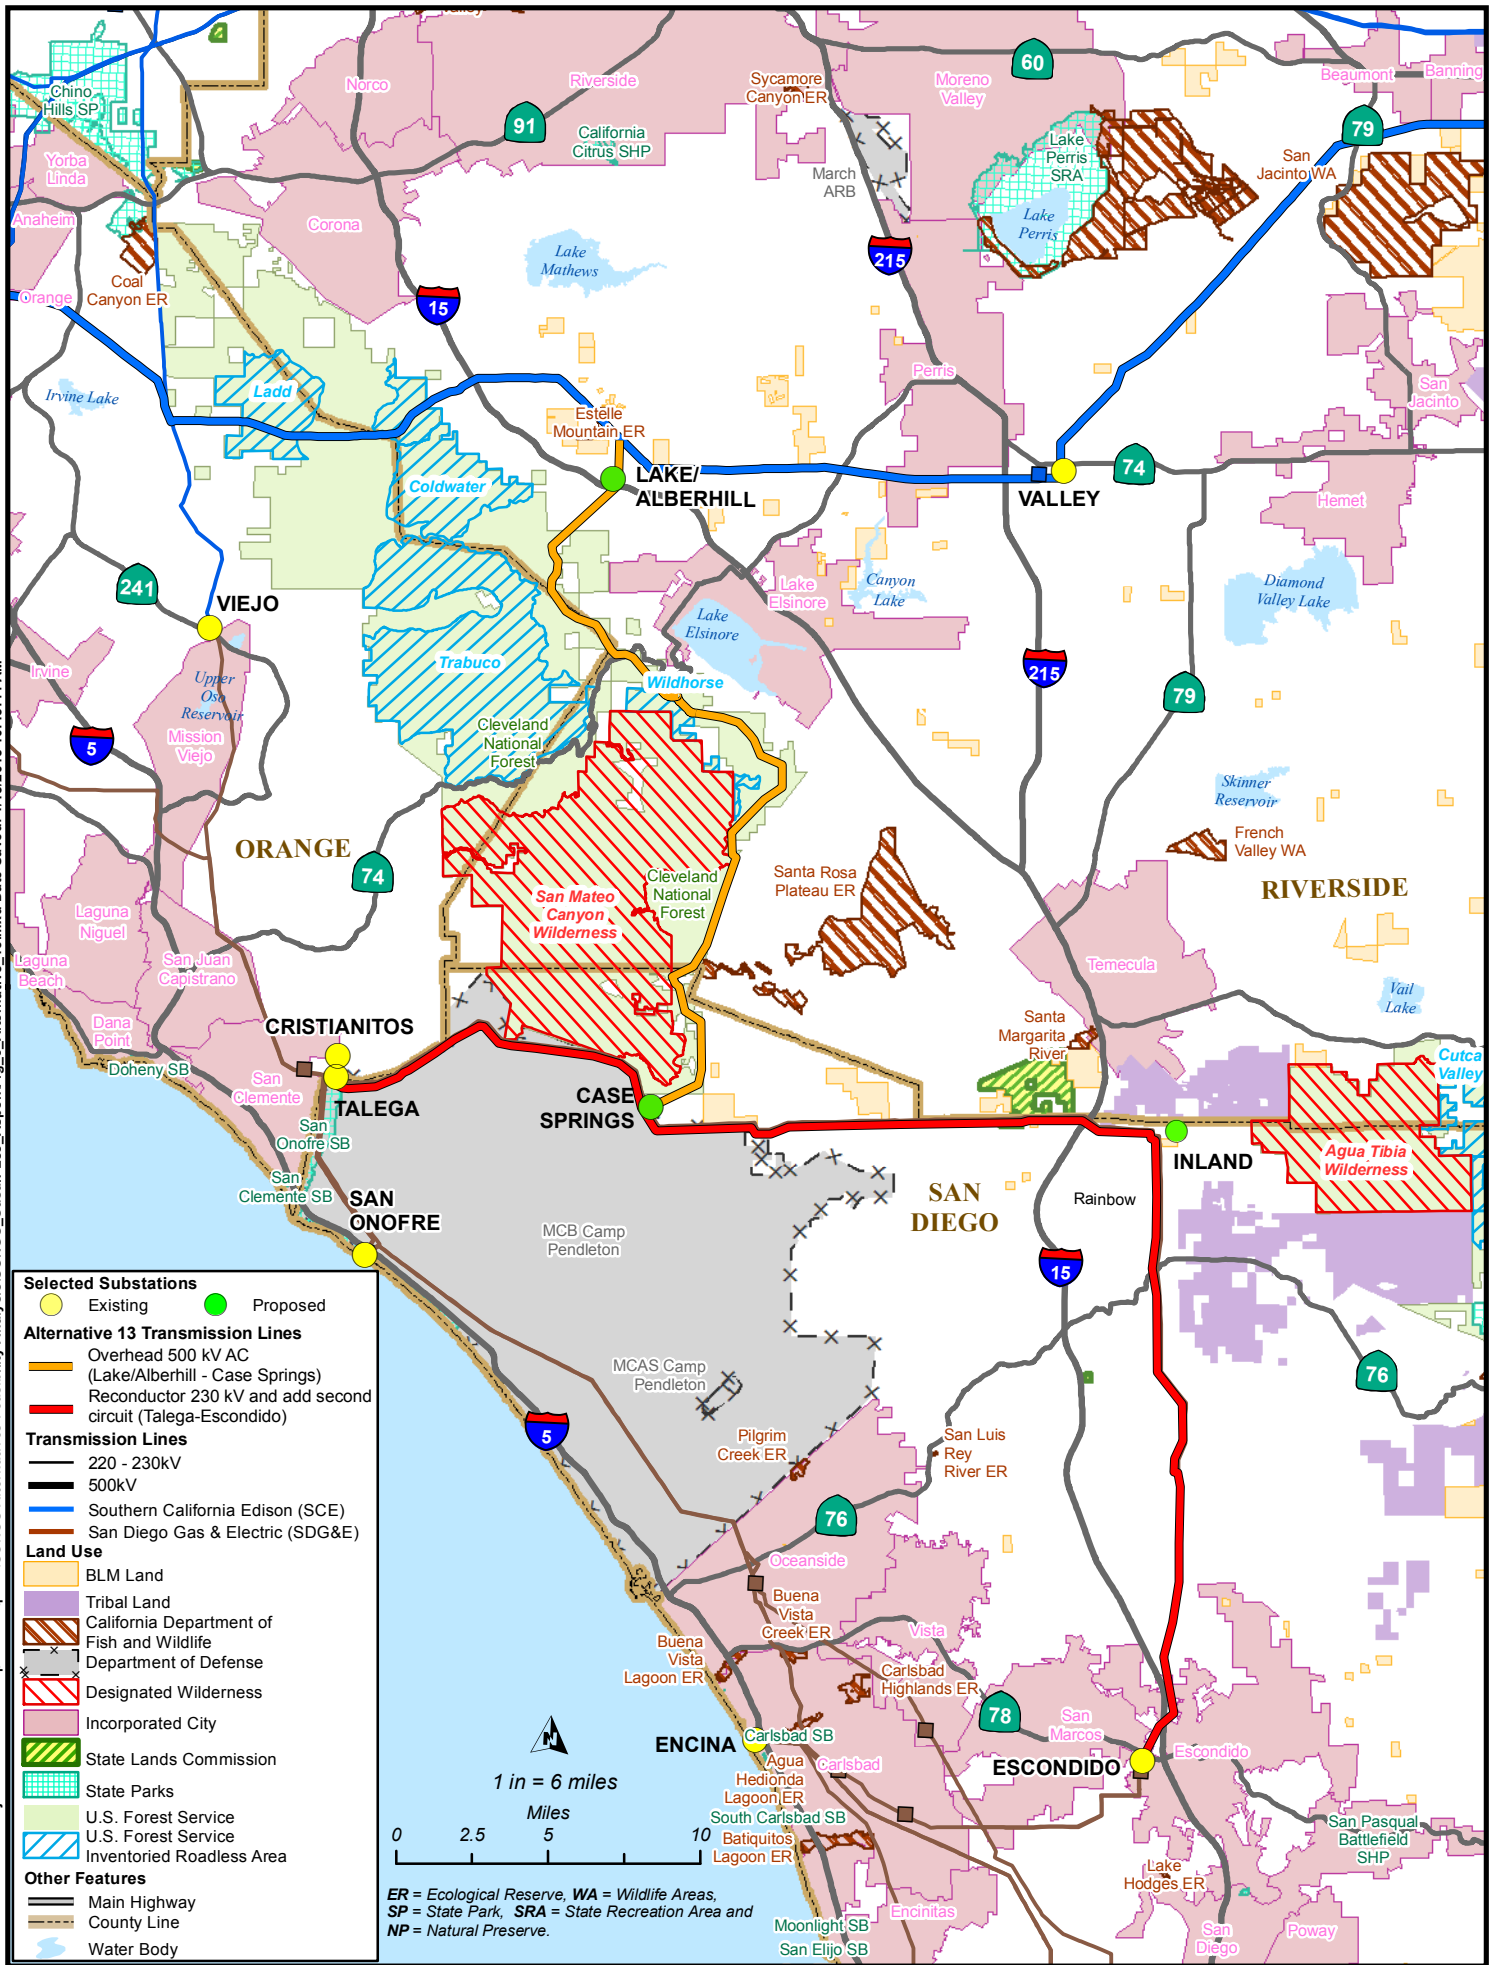 Valley
Chino
Hills SP
Norco
Riverside
Sycamore
Canyon ER
Moreno
Valley
60
Beaumont
Banning
91
California
Citrus SHP
79
Yorba
Linda
Lake
Perris
SRA
San
Jacinto WA
March
ARB
Anaheim
Corona
Lake
Perris
Lake
Mathews
215
Coal
Canyon ER
Orange
15
Perris
Irvine Lake
Ladd
San
Jacinto
Estelle
Mountain ER
Coldwater
LAKE/
ALBERHILL
VALLEY
74
Hemet
241
VIEJO
Lake
Elsinore
Canyon
Lake
Diamond
Valley Lake
Lake
Elsinore
Irvine
Trabuco
Upper
Oso
Reservoir
Wildhorse
215
79
5
Mission
Viejo
Cleveland
National
Forest
Skinner
Reservoir
ORANGE
French
Valley WA
74
Cleveland
National
Forest
Santa Rosa
Plateau ER
RIVERSIDE
San Mateo
Canyon
Wilderness
Laguna
Niguel
Laguna
Beach
San Juan
Capistrano
Temecula
Vail
Lake
Dana
Point
CRISTIANITOS
Santa
Margarita
River
Doheny SB
San
Clemente
TALEGA
CASE
SPRINGS
Cutca
Valley
San
Onofre SB
INLAND
Agua Tibia
Wilderness
San
Clemente SB
SAN
ONOFRE
SAN
DIEGO
Rainbow
MCB Camp
Pendleton
15
MCAS Camp
Pendleton
76
5
Pilgrim
Creek ER
San Luis
Rey
River ER
76
Oceanside
Buena
Vista
Creek ER
Vista
Buena
Vista
Lagoon ER
Carlsbad
Highlands ER
78
San
Marcos
ENCINA
Carlsbad SB
Agua
Hedionda
Lagoon ER
Carlsbad
ESCONDIDO
Escondido
South Carlsbad SB
Batiquitos
Lagoon ER
San Pasqual
Battlefield
SHP
Lake
Hodges ER
Encinitas
Moonlight SB
San Elijo SB
San
Diego
Poway
Selected Substations
Existing Proposed
Alternative 13 Transmission Lines
Overhead 500 kV AC
(Lake/Alberhill - Case Springs)
Reconductor 230 kV and add second
circuit (Talega-Escondido)
Transmission Lines
220 - 230kV
500kV
Southern California Edison (SCE)
San Diego Gas & Electric (SDG&E)
Land Use
BLM Land
Tribal Land
California Department of
Fish and Wildlife
Department of Defense
Designated Wilderness
Incorporated City
State Lands Commission
State Parks
U.S. Forest Service
U.S. Forest Service
Inventoried Roadless Area
Other Features
Main Highway
County Line
Water Body
N
1 in = 6 miles
Miles
0 2.5 5 10
ER = Ecological Reserve, WA = Wildlife Areas,
SP = State Park, SRA = State Recreation Area and
NP = Natural Preserve.